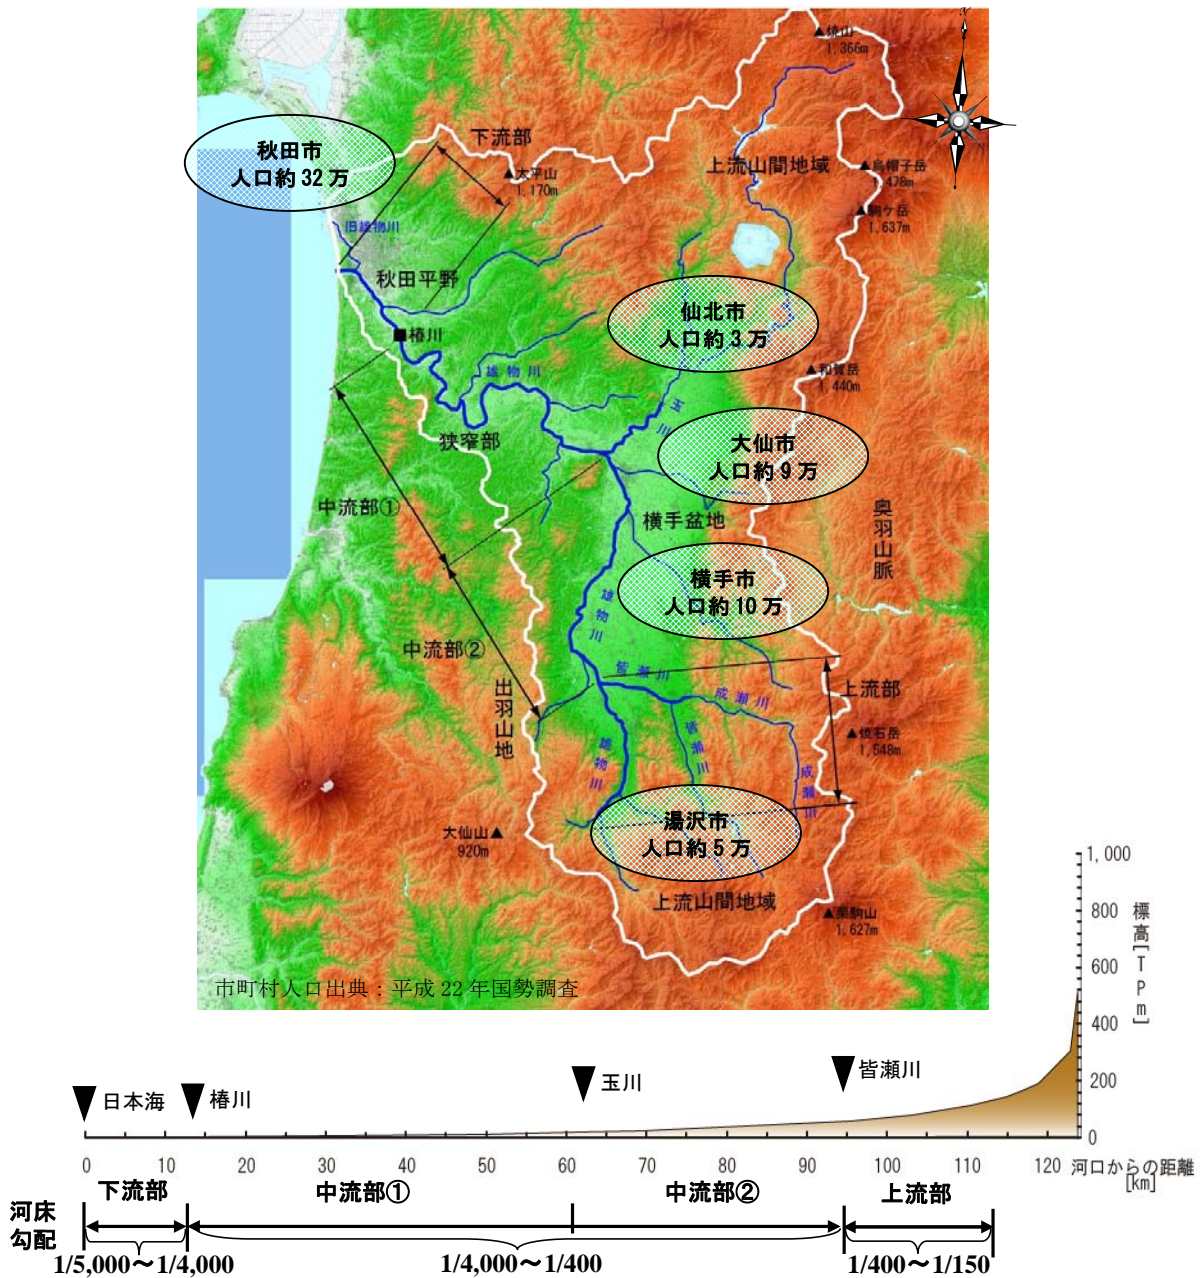 焼山
1,366m
秋田市
人口約 32 万
下流部
太平山
1,170m
上流山間地域
烏帽子岳
1,478m
駒ケ岳
1,637m
旧雄物川
秋田平野
仙北市
人口約 3 万
椿川
雄物川
和賀岳
1,440m
玉川
狭窄部
大仙市
人口約 9 万
中流部①
横手盆地
奥羽山脈
横手市
人口約 10 万
雄物川
中流部②
皆瀬川
成瀬川
上流部
出羽山地
皆瀬川
焼石岳
1,548m
雄物川
成瀬川
湯沢市
人口約 5 万
大仙山
920m
上流山間地域
栗駒山
1,627m
市町村人口出典：平成 22 年国勢調査
1,000
800
600
400
200
0
標高[TPm]
日本海
椿川
玉川
皆瀬川
0 10 20 30 40 50 60 70 80 90 100 110 120 河口からの距離
[km]
下流部 中流部① 中流部② 上流部
河床
勾配
1/5,000～1/4,000 1/4,000～1/400 1/400～1/150